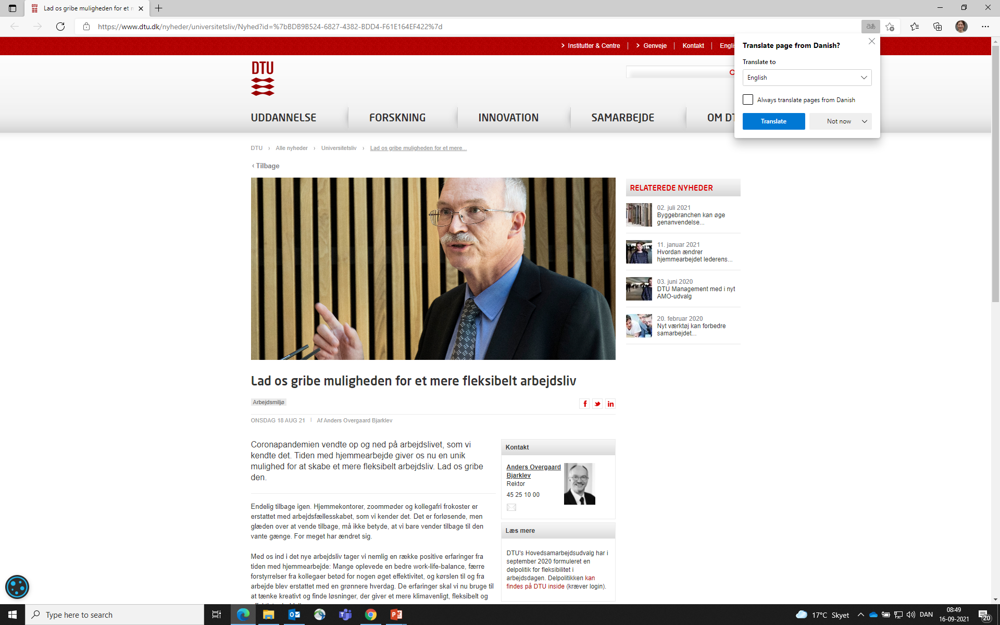 Lad os gribe muligheden for et m
https://www.dtu.dk/nyheder/universitetsliv/Nyhed?id=%7bBDB9B524-6827-4382-BDD4-F61E164EF422%7d
Institutter & Centre
Genveje
Kontakt
Englis
Translate page from Danish?
Translate to
English
Always translate pages from Danish
Translate
Not now
DTU
UDDANNELSE
FORSKNING
INNOVATION
SAMARBEJDE
OM DT
DTU › Alle nyheder › Universitetsliv › Lad os gribe muligheden for et mere...
‹ Tilbage
RELATEREDE NYHEDER
02. juli 2021
Byggebranchen kan øge
genanvendelse...
11. januar 2021
Hvordan ændrer
hjemmearbejdet lederens...
03. juni 2020
DTU Management med i nyt
AMO-udvalg
20. februar 2020
Nyt værktøj kan forbedre
samarbejdet...
Lad os gribe muligheden for et mere fleksibelt arbejdsliv
Arbejdsmiljø
ONSDAG 18 AUG 21 | Af Anders Overgaard Bjarklev
Coronapandemien vendte op og ned på arbejdslivet, som vi
kendte det. Tiden med hjemmearbejde giver os nu en unik
mulighed for at skabe et mere fleksibelt arbejdsliv. Lad os gribe
den.
Endelig tilbage igen. Hjemmekontorer, zoommøder og kollegafri frokoster er
erstattet med arbejdsfællesskabet, som vi kender det. Det er forløsende, men
glæden over at vende tilbage, må ikke betyde, at vi bare vender tilbage til den
vante gænge. For meget har ændret sig.
Med os ind i det nye arbejdsliv tager vi nemlig en række positive erfaringer fra
tiden med hjemmearbejde: Mange oplevede en bedre work-life-balance, færre
forstyrrelser fra kollegaer betød for nogen øget effektivitet, og kørslen til og fra
arbejde blev erstattet med en grønnere hverdag. De erfaringer skal vi nu bruge til
at tænke kreativt og finde løsninger, der giver et mere klimavenligt, fleksibelt og
Kontakt
Anders Overgaard
Bjarklev
Rektor
45 25 10 00
Læs mere
DTU's Hovedsamarbejdsudvalg har i
september 2020 formuleret en
delpolitik for fleksibilitet i
arbejdsdagen. Delpolitikken kan
findes på DTU inside (kræver login).
Type here to search
17°C Skyet
DAN
08:49
16-09-2021
20